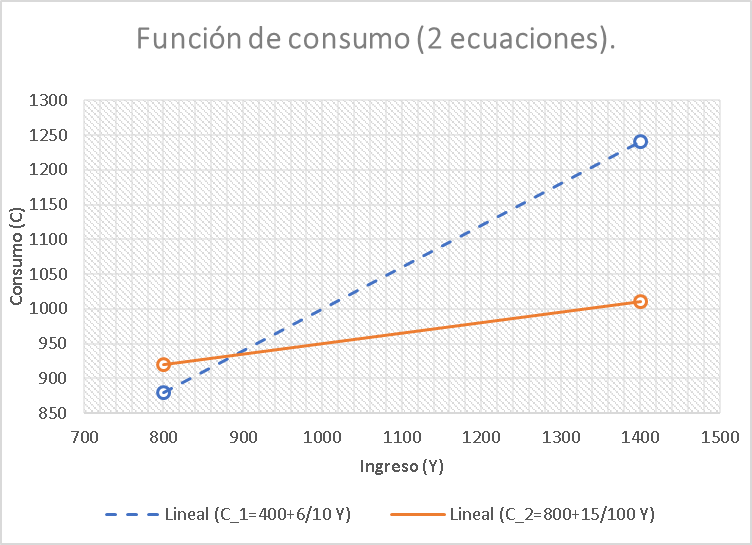 Función de consumo (2 ecuaciones).
1300
1250
1200
1150
1100
1050
1000
950
900
850
Consumo (C)
700 800 900 1000 1100 1200 1300 1400 1500
Ingreso (Y)
Lineal (C_1=400+6/10 Y) Lineal (C_2=800+15/100 Y)